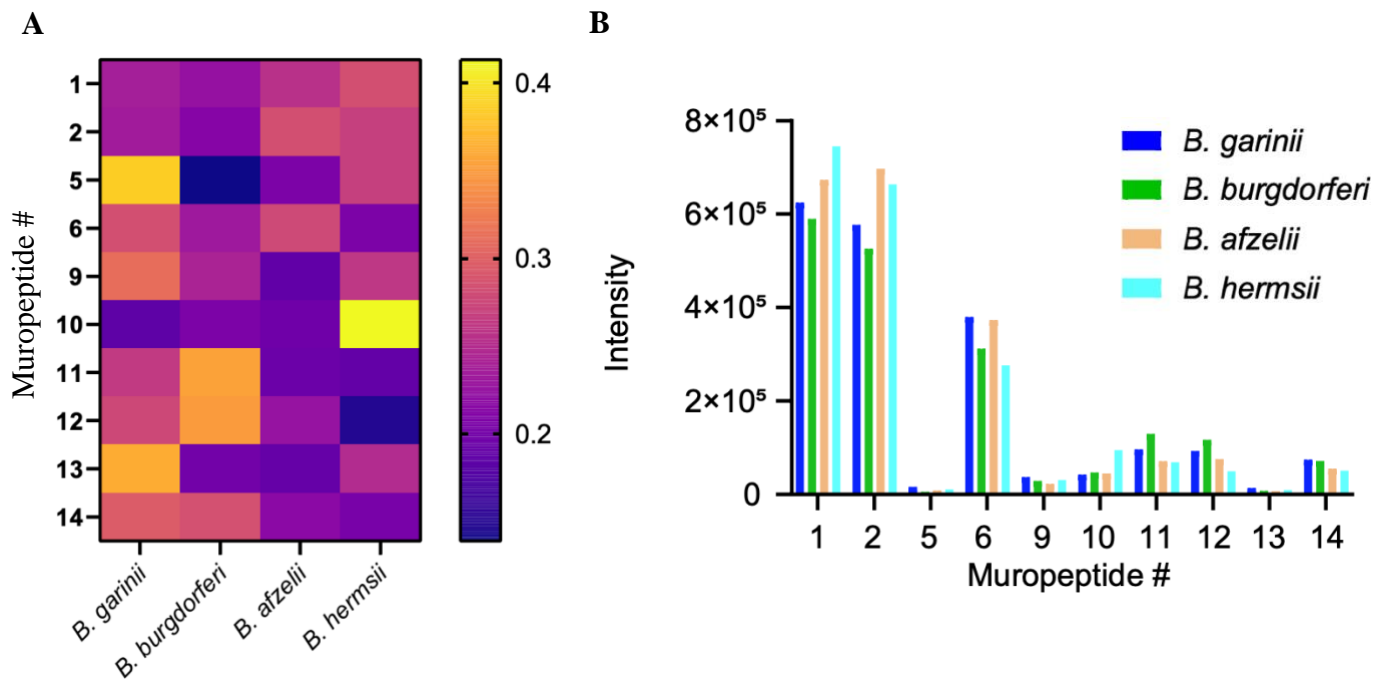 A
Muropeptide #
1
2
5
6
9
10
11
12
13
14
B. garinii
B. burgdorferi
B. afzelii
B. hermsii
0.4
0.3
0.2
B
Intensity
8×10⁵
6×10⁵
4×10⁵
2×10⁵
0
B. garinii
B. burgdorferi
B. afzelii
B. hermsii
1 2 5 6 9 10 11 12 13 14
Muropeptide #